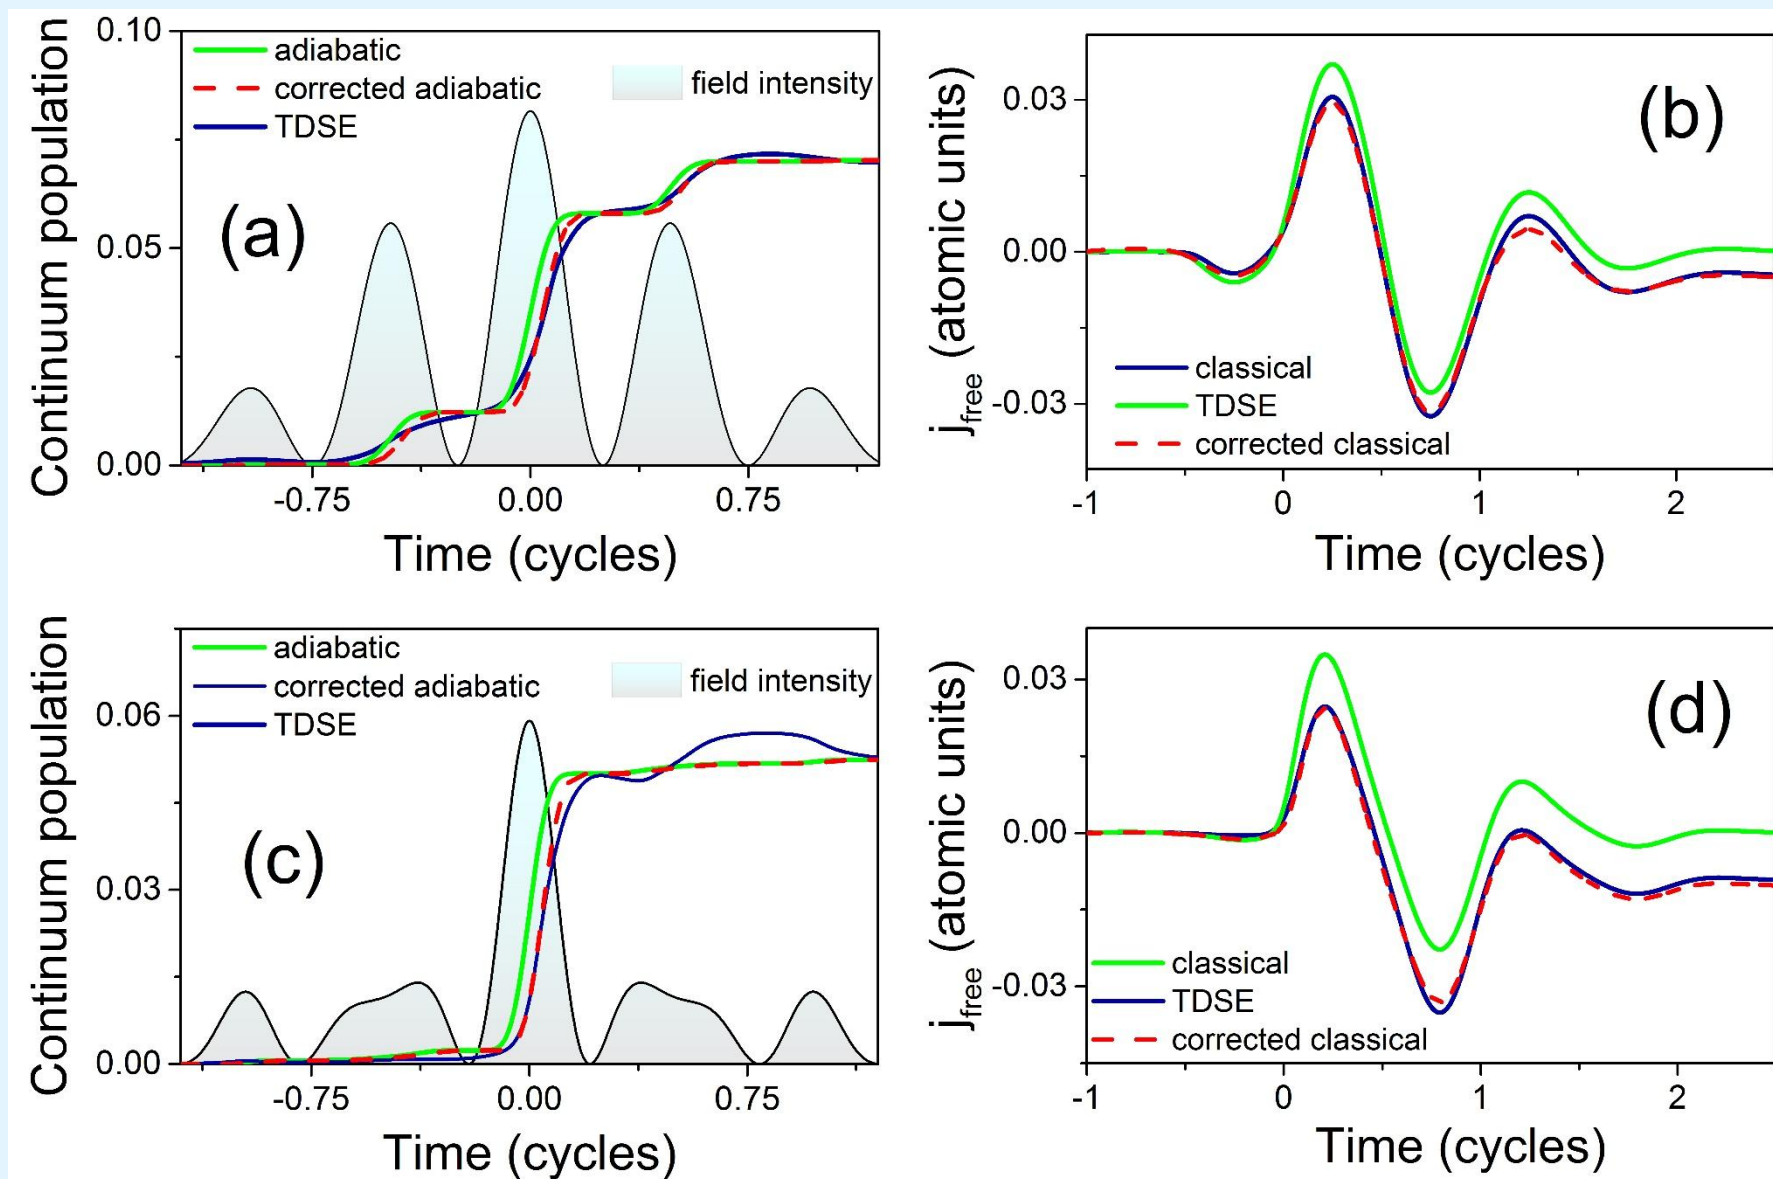 Continuum population
0.10
0.05
0.00
adiabatic
corrected adiabatic
TDSE
field intensity
(a)
-0.75
0.00
0.75
Time (cycles)
j_free (atomic units)
0.03
0.00
-0.03
(b)
classical
TDSE
corrected classical
-1
0
1
2
Time (cycles)
Continuum population
0.06
0.03
0.00
adiabatic
corrected adiabatic
TDSE
field intensity
(c)
-0.75
0.00
0.75
Time (cycles)
j_free (atomic units)
0.03
0.00
-0.03
(d)
classical
TDSE
corrected classical
-1
0
1
2
Time (cycles)